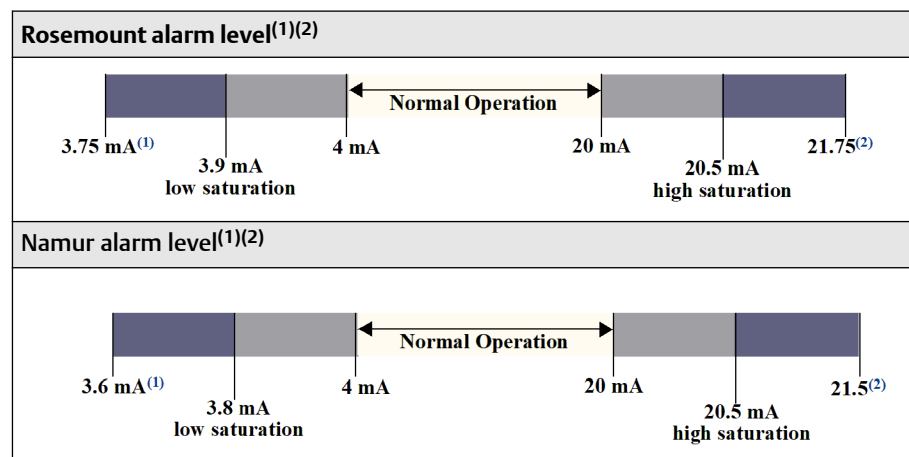 Rosemount alarm level(1)(2)
Normal Operation
3.75 mA(1)
4 mA
20 mA
21.75(2)
3.9 mA
low saturation
20.5 mA
high saturation
Namur alarm level(1)(2)
Normal Operation
3.6 mA(1)
4 mA
20 mA
21.5(2)
3.8 mA
low saturation
20.5 mA
high saturation